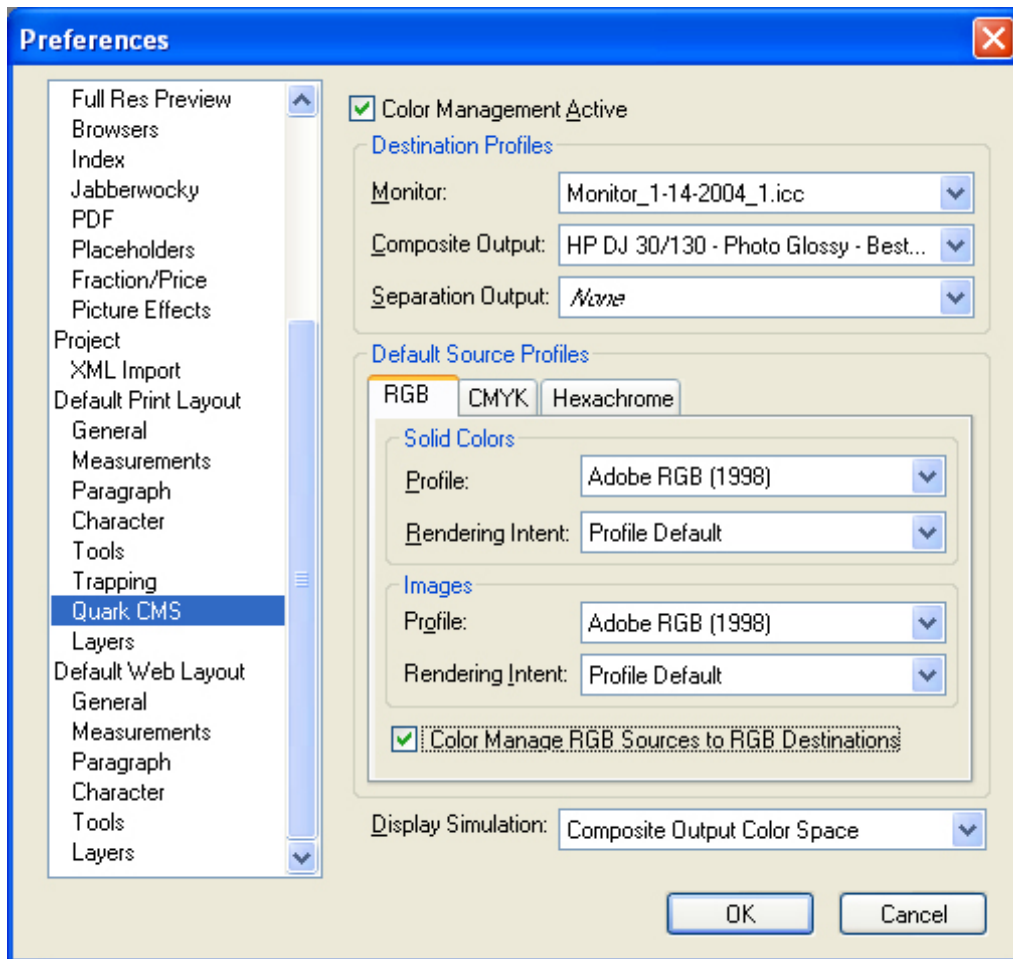 Preferences
Full Res Preview
Browsers
Index
Jabberwocky
PDF
Placeholders
Fraction/Price
Picture Effects
Project
XML Import
Default Print Layout
General
Measurements
Paragraph
Character
Tools
Trapping
Quark CMS
Layers
Default Web Layout
General
Measurements
Paragraph
Character
Tools
Layers
Color Management Active
Destination Profiles
Monitor: Monitor_1-14-2004_1.icc
Composite Output: HP DJ 30/130 - Photo Glossy - Best...
Separation Output: None
Default Source Profiles
RGB CMYK Hexachrome
Solid Colors
Profile: Adobe RGB (1998)
Rendering Intent: Profile Default
Images
Profile: Adobe RGB (1998)
Rendering Intent: Profile Default
Color Manage RGB Sources to RGB Destinations
Display Simulation: Composite Output Color Space
OK Cancel